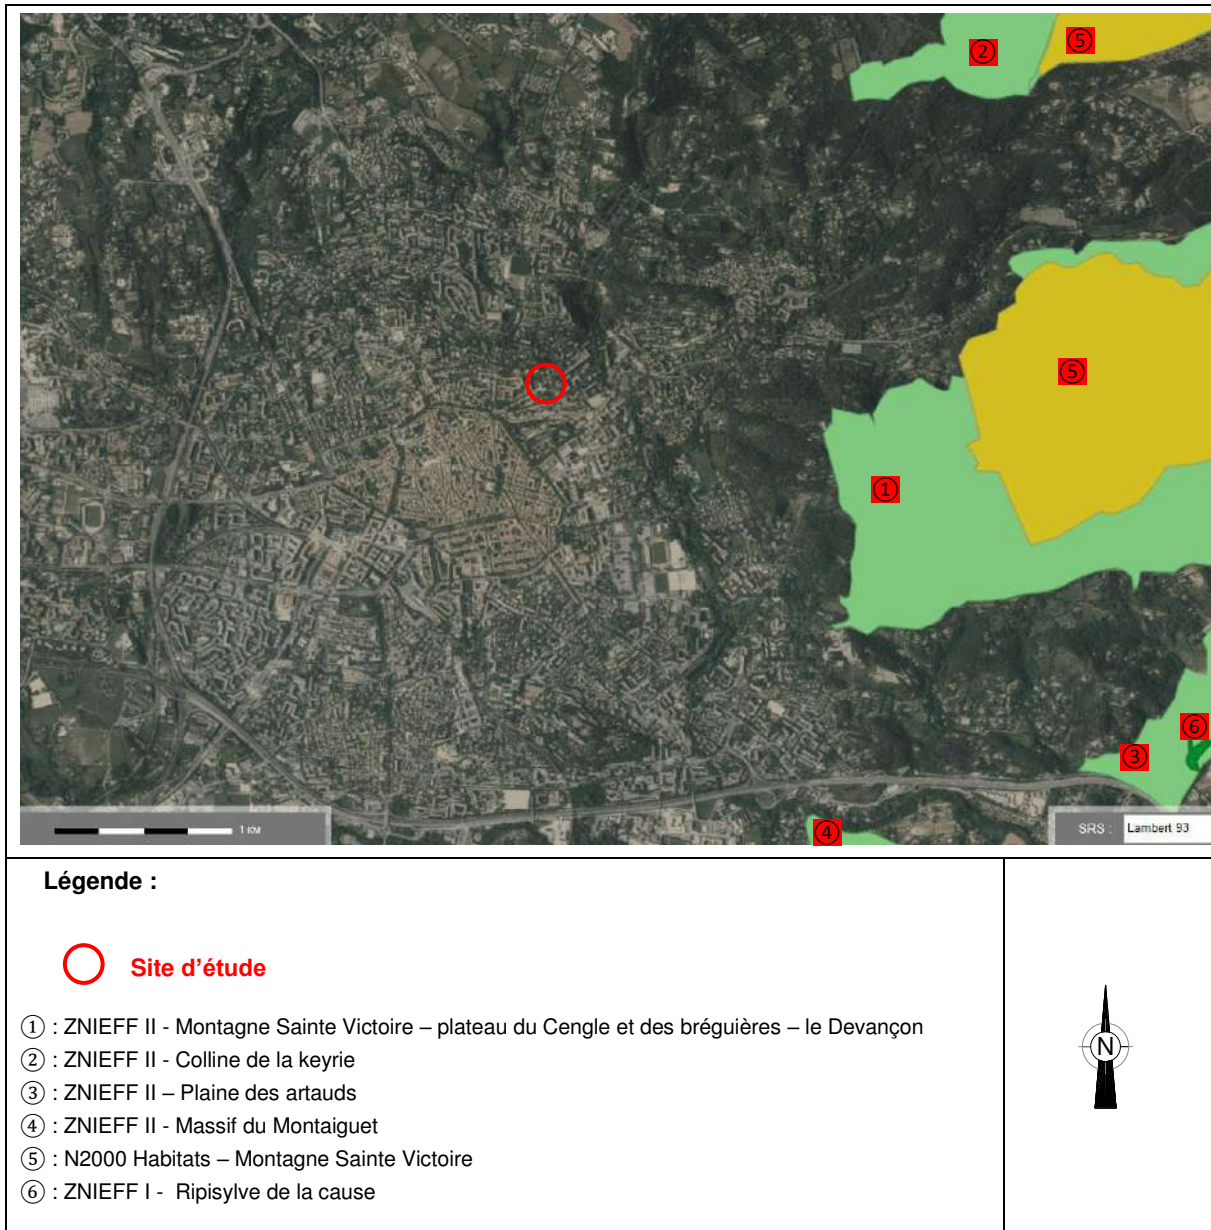 ②
⑤
⑤
①
⑥
③
④
1 KM
SRS : Lambert 93
Légende :
Site d'étude
① : ZNIEFF II - Montagne Sainte Victoire – plateau du Cengle et des bréguières – le Devançon
② : ZNIEFF II - Colline de la keyrie
③ : ZNIEFF II – Plaine des artauds
④ : ZNIEFF II - Massif du Montaiguet
⑤ : N2000 Habitats – Montagne Sainte Victoire
⑥ : ZNIEFF I - Ripisylve de la cause
N